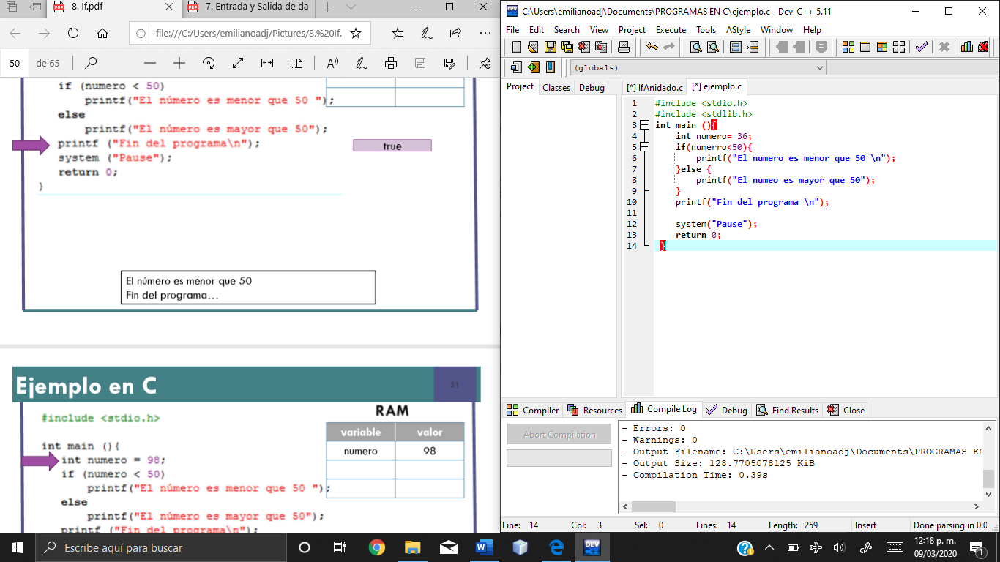 8. If.pdf
7. Entrada y Salida de da
file:///C:/Users/emilianoadj/Pictures/8.%20If.
50 de 65
if (numero < 50)
printf("El número es menor que 50 ");
else
printf("El número es mayor que 50");
printf ("Fin del programa\n");
system ("Pause");
return 0;
}
true
El número es menor que 50
Fin del programa...
Ejemplo en C
51
#include <stdio.h>
int main (){
int numero = 98;
if (numero < 50)
printf("El número es menor que 50 ");
else
printf("El número es mayor que 50");
printf ("Fin del programa\n");
RAM
variable valor
numero 98
C:\Users\emilianoadj\Documents\PROGRAMAS EN C\ejemplo.c - Dev-C++ 5.11
File Edit Search View Project Execute Tools AStyle Window Help
(globals)
Project Classes Debug
[*] IfAnidado.c [*] ejemplo.c
1 #include <stdio.h>
2 #include <stdlib.h>
3 int main (){
4 int numero= 36;
5 if(numerro<50){
6 printf("El numero es menor que 50 \n");
7 }else {
8 printf("El numeo es mayor que 50");
9 }
10 printf("Fin del programa \n");
11
12 system("Pause");
13 return 0;
14 }
Compiler Resources Compile Log Debug Find Results Close
Abort Compilation
- Errors: 0
- Warnings: 0
- Output Filename: C:\Users\emilianoadj\Documents\PROGRAMAS EN
- Output Size: 128.7705078125 KiB
- Compilation Time: 0.39s
Line: 14 Col: 3 Sel: 0 Lines: 14 Length: 259 Insert Done parsing in 0.0
Escribe aquí para buscar
12:18 p. m.
09/03/2020
1